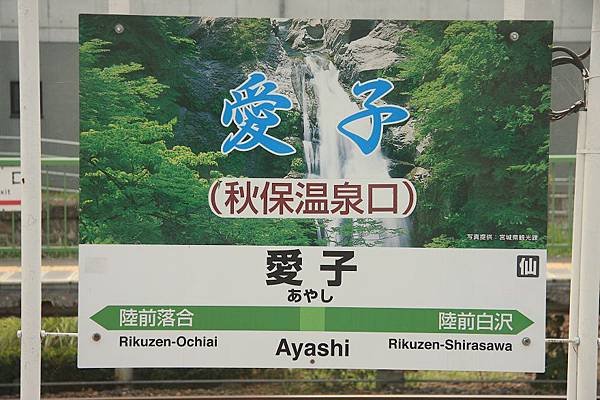 愛子
(秋保温泉口)
写真提供：宮城県観光課
愛子
仙
あやし
陸前落合
陸前白沢
Rikuzen-Ochiai
Ayashi
Rikuzen-Shirasawa